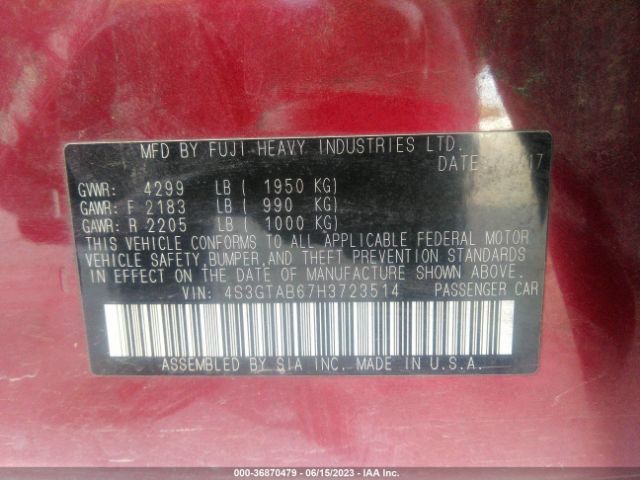 MFD BY FUJI HEAVY INDUSTRIES LTD.
DATE: /17
GVWR: 4299 LB ( 1950 KG)
GAWR: F 2183 LB ( 990 KG)
GAWR: R 2205 LB ( 1000 KG)
THIS VEHICLE CONFORMS TO ALL APPLICABLE FEDERAL MOTOR
VEHICLE SAFETY, BUMPER, AND THEFT PREVENTION STANDARDS
IN EFFECT ON THE DATE OF MANUFACTURE SHOWN ABOVE.
VIN: 4S3GTAB67H3723514 PASSENGER CAR
ASSEMBLED BY SIA INC. MADE IN U.S.A.
000-36870479 - 06/15/2023 - IAA Inc.